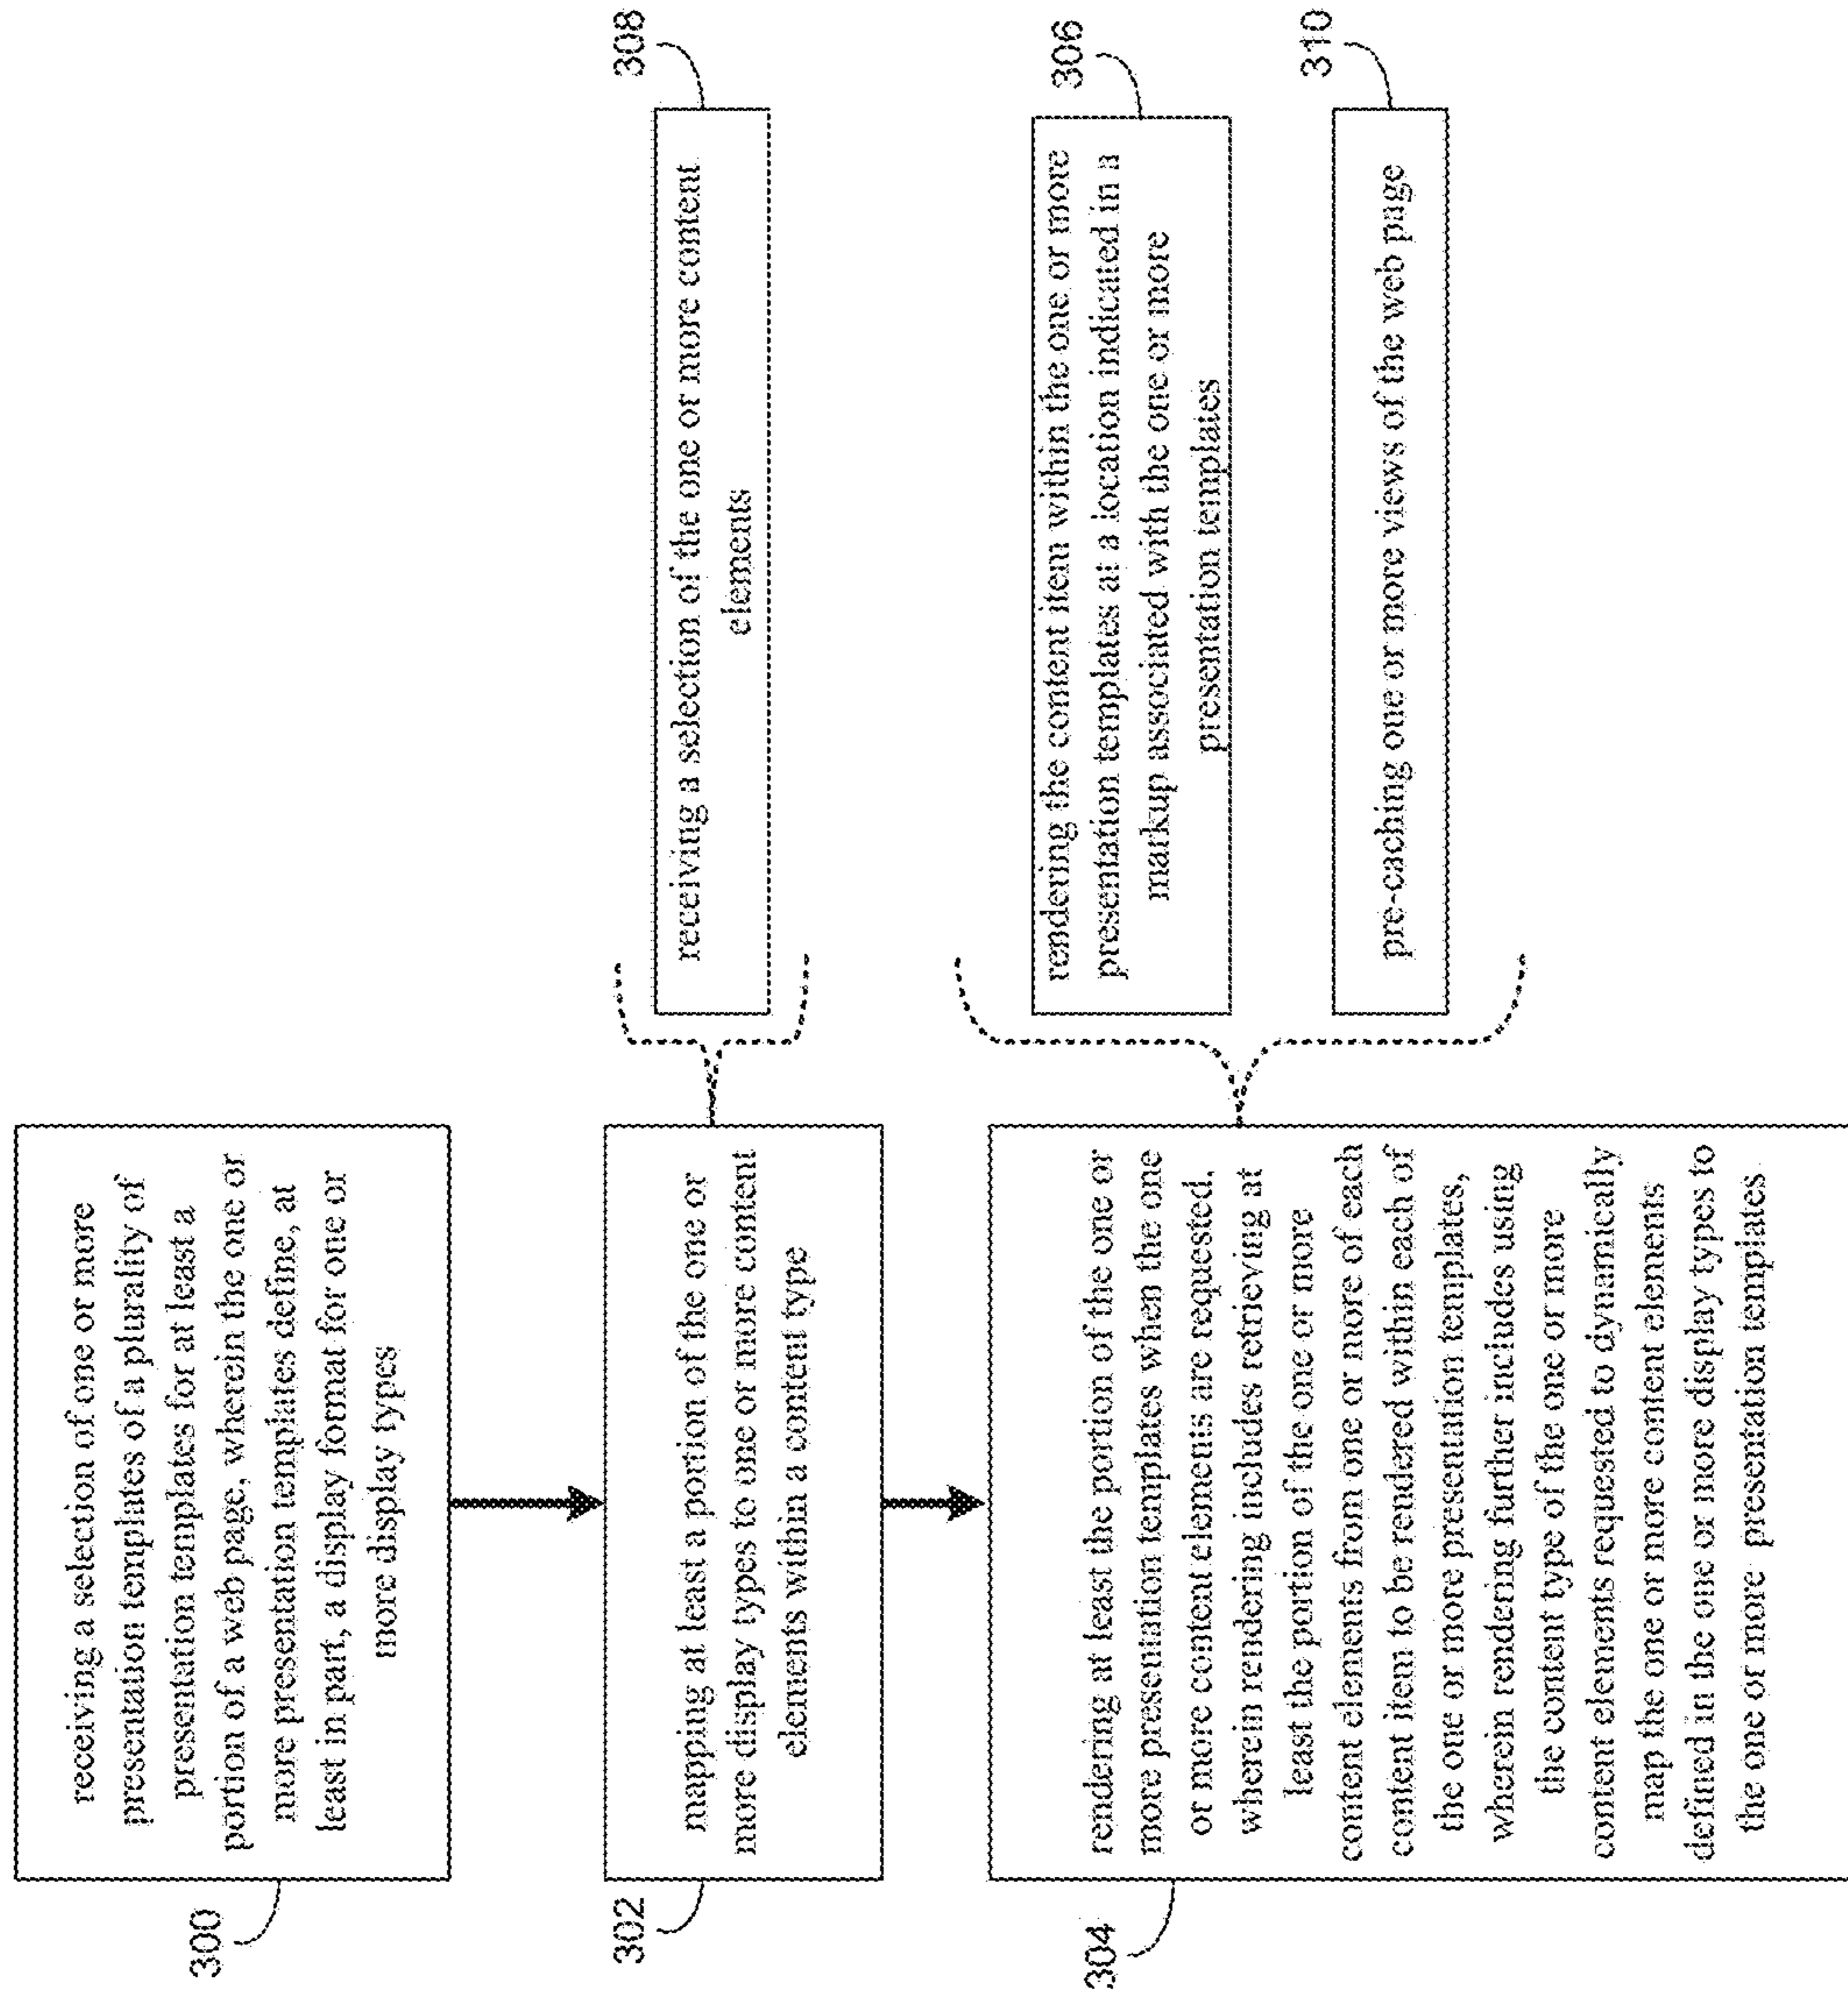 300
receiving a selection of one or more
presentation templates of a plurality of
presentation templates for at least a
portion of a web page, wherein the one or
more presentation templates define, at
least in part, a display format for one or
more display types
302
mapping at least a portion of the one or
more display types to one or more content
elements within a content type
308
receiving a selection of the one or more content
elements
304
rendering at least the portion of the one or
more presentation templates when the one
or more content elements are requested,
wherein rendering includes retrieving at
least the portion of the one or more
content elements from one or more of each
content item to be rendered within each of
the one or more presentation templates,
wherein rendering further includes using
the content type of the one or more
content elements requested to dynamically
map the one or more content elements
defined in the one or more display types to
the one or more presentation templates
306
rendering the content item within the one or more
presentation templates at a location indicated in a
markup associated with the one or more
presentation templates
310
pre-caching one or more views of the web page